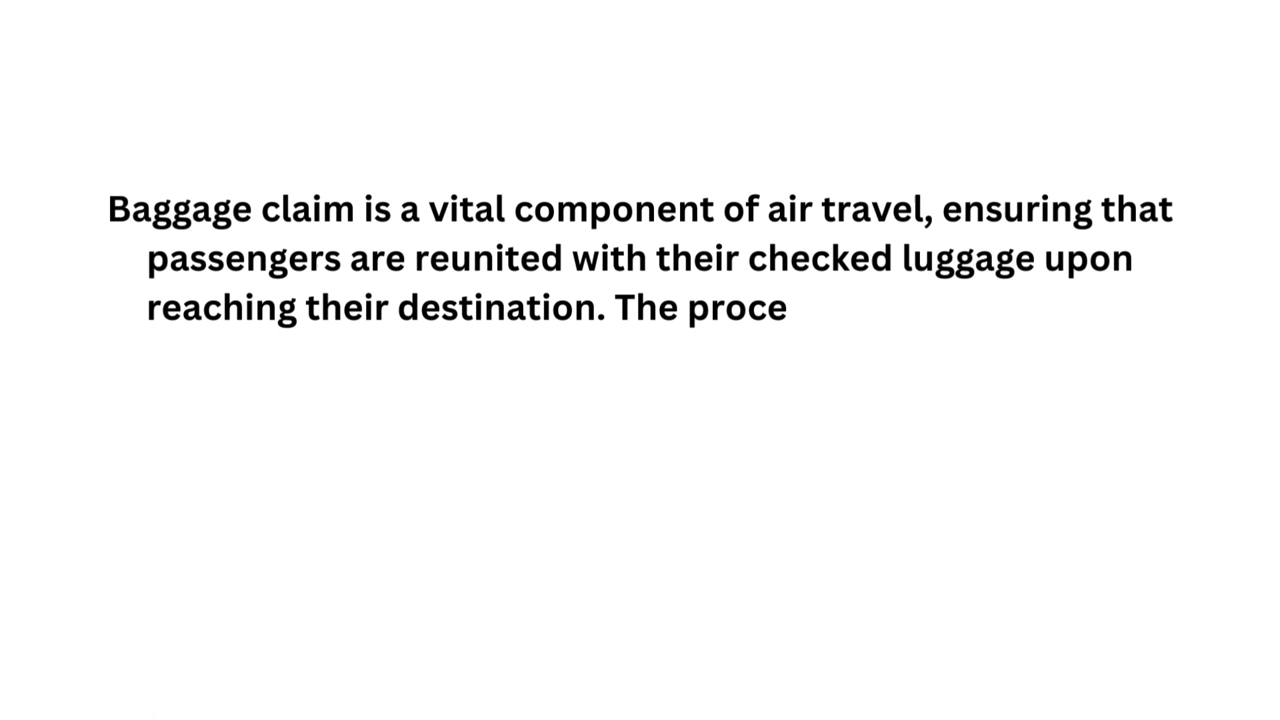 Baggage claim is a vital component of air travel, ensuring that
passengers are reunited with their checked luggage upon
reaching their destination. The proce